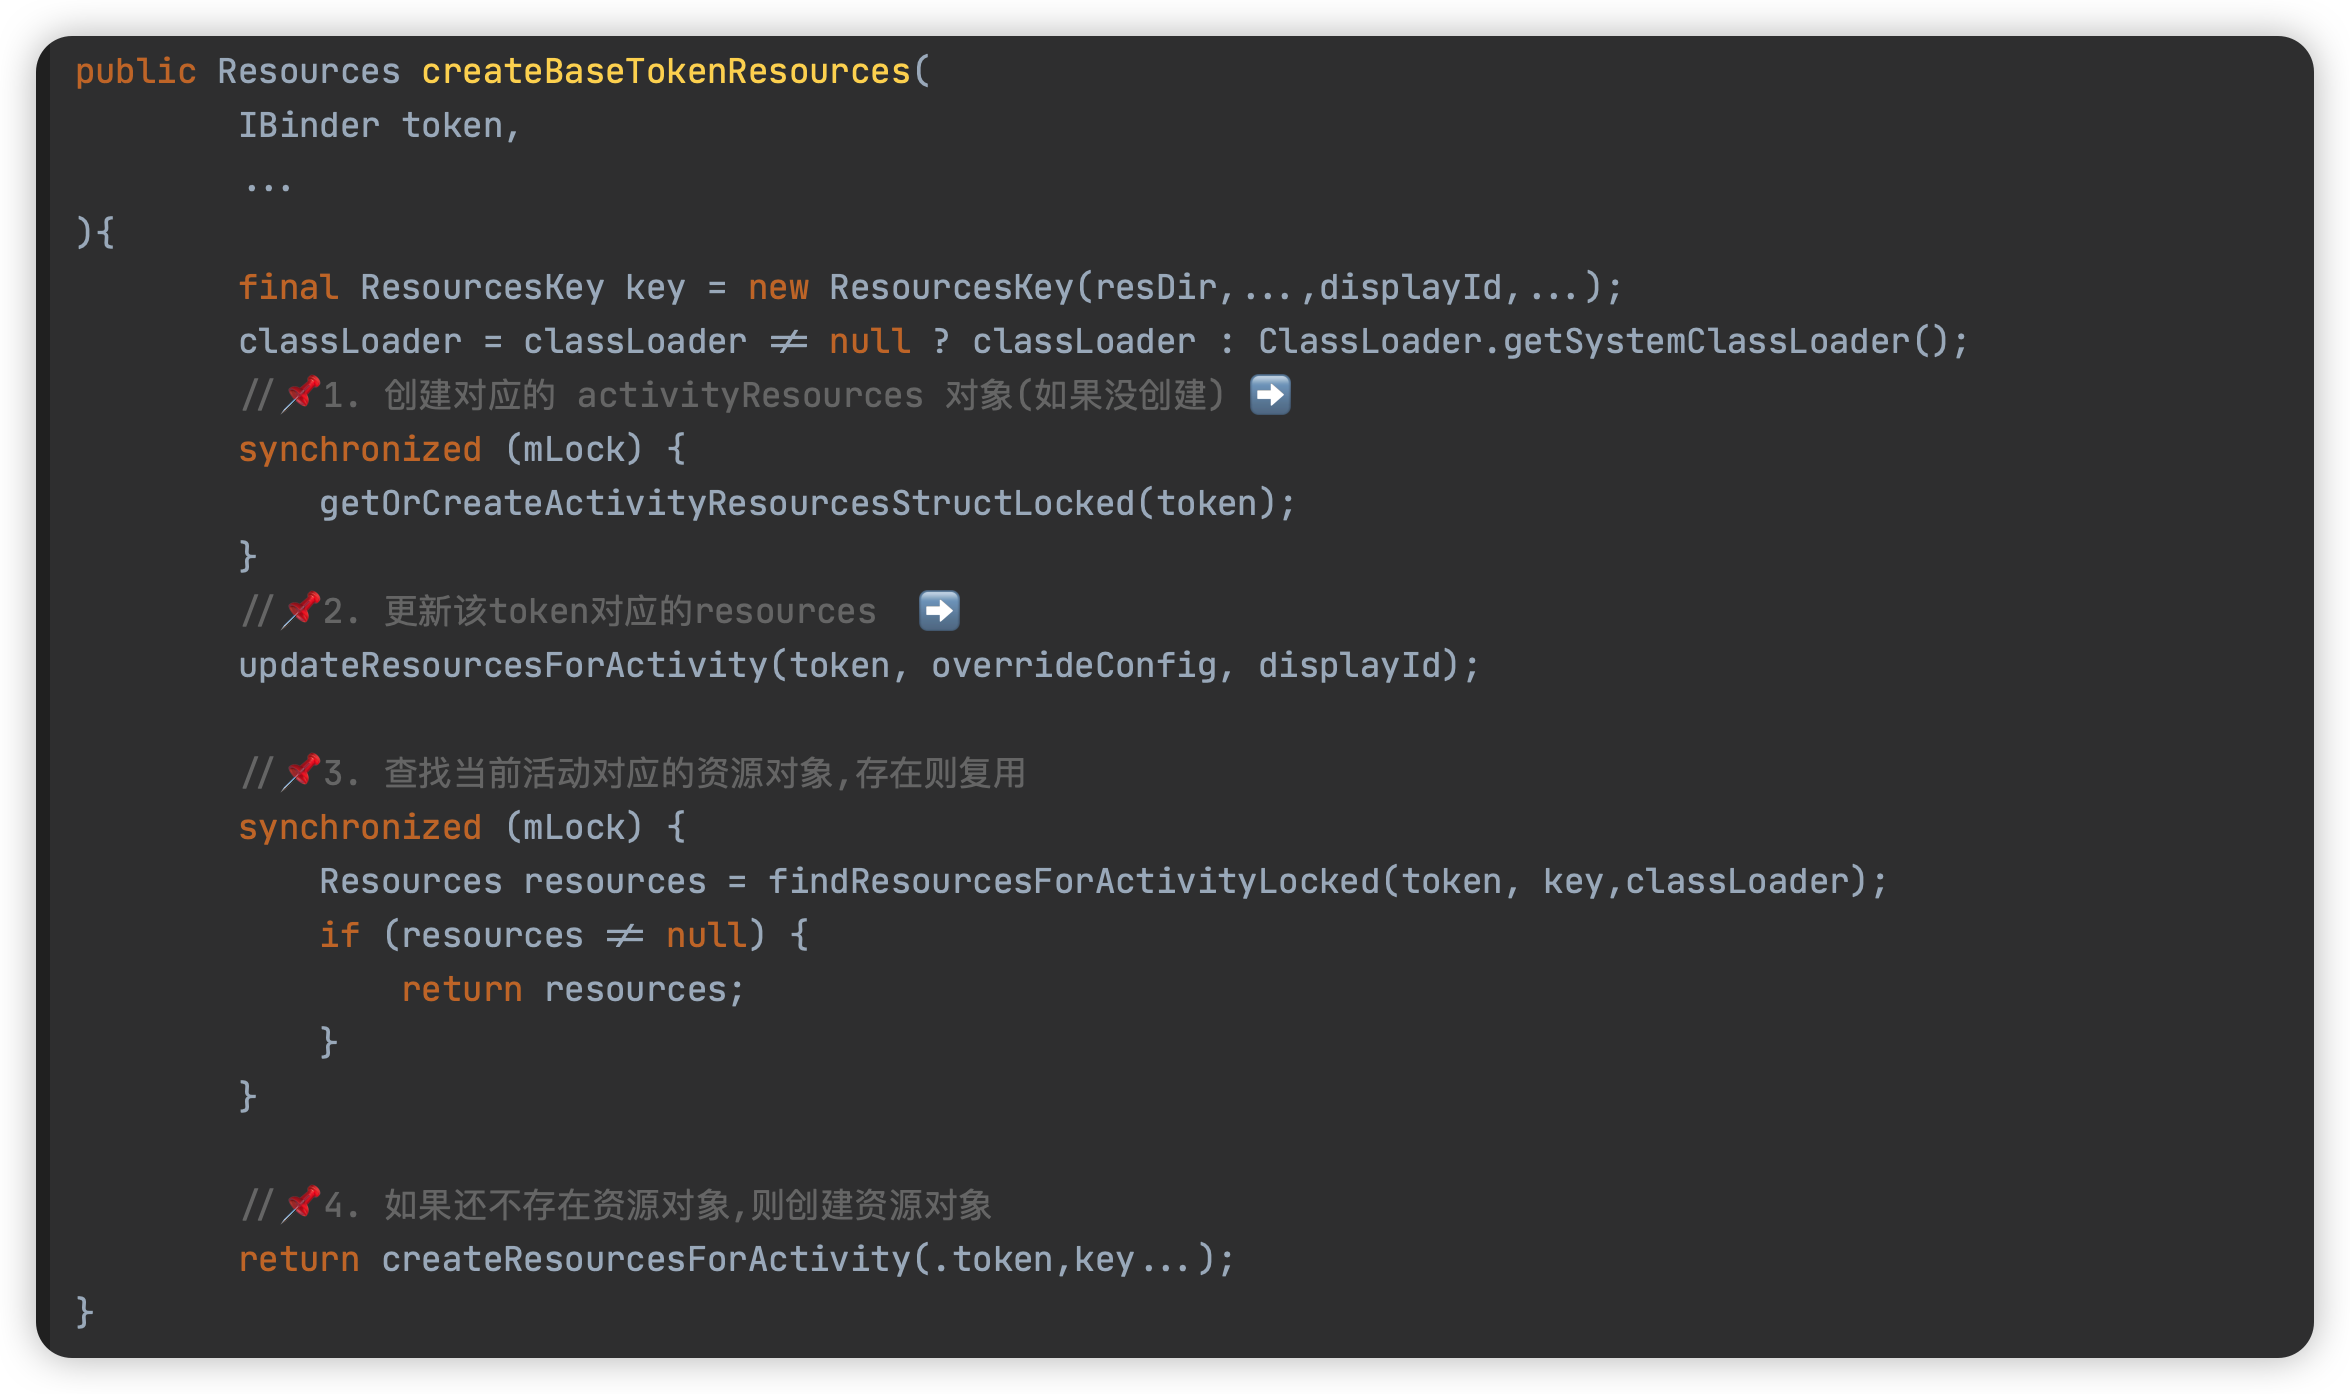 public Resources createBaseTokenResources(
IBinder token,
...
){
final ResourcesKey key = new ResourcesKey(resDir,...,displayId,...);
classLoader = classLoader != null ? classLoader : ClassLoader.getSystemClassLoader();
//📌1. 创建对应的 activityResources 对象(如果没创建) ➡️
synchronized (mLock) {
getOrCreateActivityResourcesStructLocked(token);
}
//📌2. 更新该token对应的resources ➡️
updateResourcesForActivity(token, overrideConfig, displayId);
//📌3. 查找当前活动对应的资源对象,存在则复用
synchronized (mLock) {
Resources resources = findResourcesForActivityLocked(token, key,classLoader);
if (resources != null) {
return resources;
}
}
//📌4. 如果还不存在资源对象,则创建资源对象
return createResourcesForActivity(.token,key...);
}